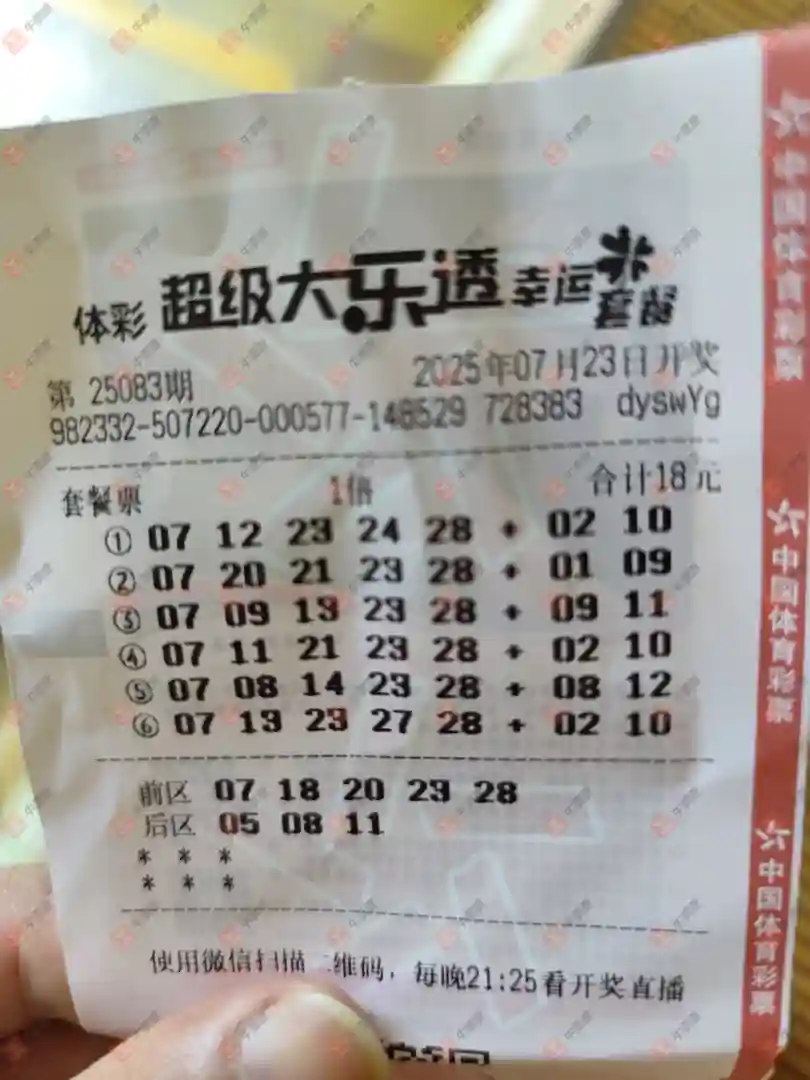 体彩 超级大乐透 幸运套餐
第 25083期 2025年07月23日开奖
982332-507220-000577-148529 728383 dyswYg
套餐票 1倍 合计18元
① 07 12 23 24 28 + 02 10
② 07 20 21 23 28 + 01 09
③ 07 09 13 23 28 + 09 11
④ 07 11 21 23 28 + 02 10
⑤ 07 08 14 23 28 + 08 12
⑥ 07 13 23 27 28 + 02 10
前区 07 18 20 23 28
后区 05 08 11
* * *
* * *
使用微信扫描二维码，每晚21:25看开奖直播
中国体育彩票
中国体育彩票
中国体育彩票